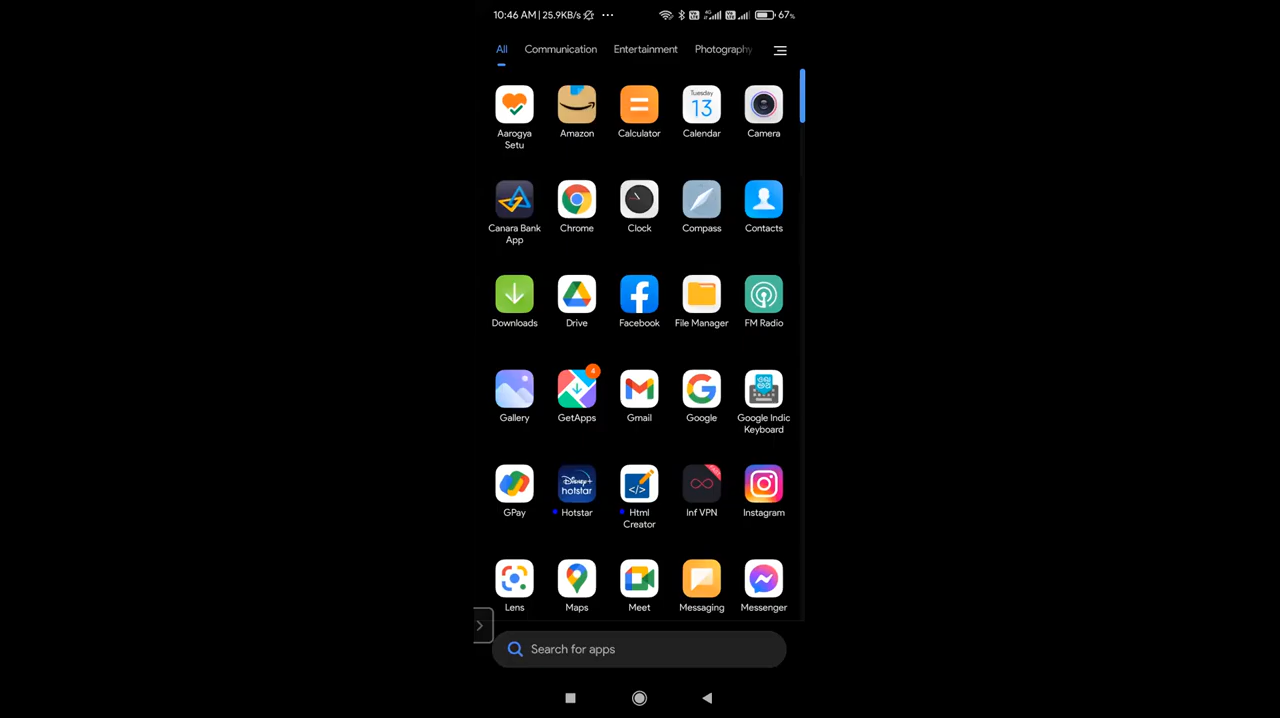 10:46 AM | 25.9KB/s ... 67%
All Communication Entertainment Photography
Tuesday
13
Aarogya Setu
Amazon
Calculator
Calendar
Camera
Canara Bank App
Chrome
Clock
Compass
Contacts
Downloads
Drive
Facebook
File Manager
FM Radio
4
Gallery
GetApps
Gmail
Google
Google Indic Keyboard
Disney+
hotstar
</>
GPay
Hotstar
Html Creator
Inf VPN
Instagram
Lens
Maps
Meet
Messaging
Messenger
Search for apps